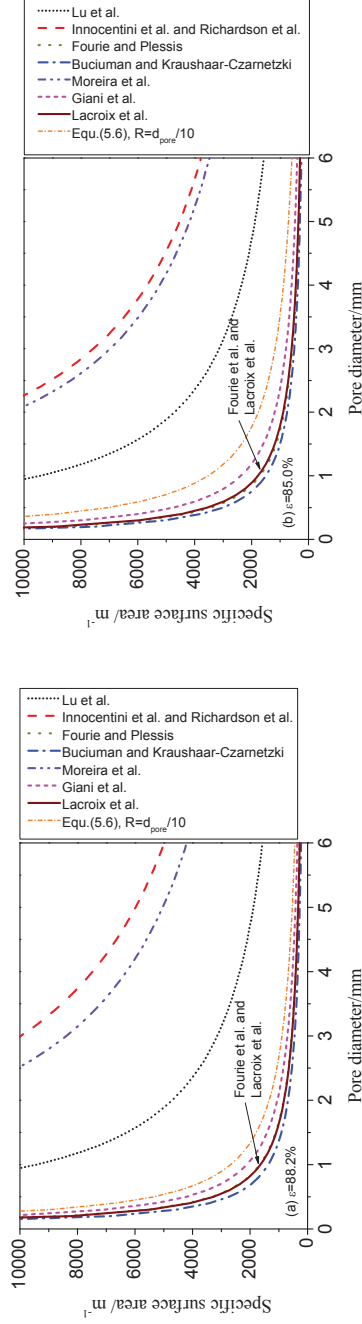 10000
8000
6000
4000
2000
0
Specific surface area/ m⁻¹
Lu et al.
Innocentini et al. and Richardson et al.
Fourie and Plessis
Buciuman and Kraushaar-Czarnetzki
Moreira et al.
Giani et al.
Lacroix et al.
Equ.(5.6), R=d_pore/10
Fourie et al. and
Lacroix et al.
(a) ε=88.2%
0 1 2 3 4 5 6
Pore diameter/mm
10000
8000
6000
4000
2000
0
Specific surface area/ m⁻¹
Lu et al.
Innocentini et al. and Richardson et al.
Fourie and Plessis
Buciuman and Kraushaar-Czarnetzki
Moreira et al.
Giani et al.
Lacroix et al.
Equ.(5.6), R=d_pore/10
Fourie et al. and
Lacroix et al.
(b) ε=85.0%
0 1 2 3 4 5 6
Pore diameter/mm